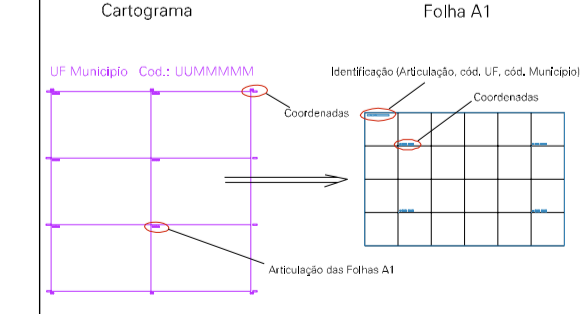 Cartograma
Folha A1
UF Município Cod.: UUMMMMM
Identificação (Articulação, cód. UF, cód. Município)
Coordenadas
Coordenadas
Articulação das Folhas A1